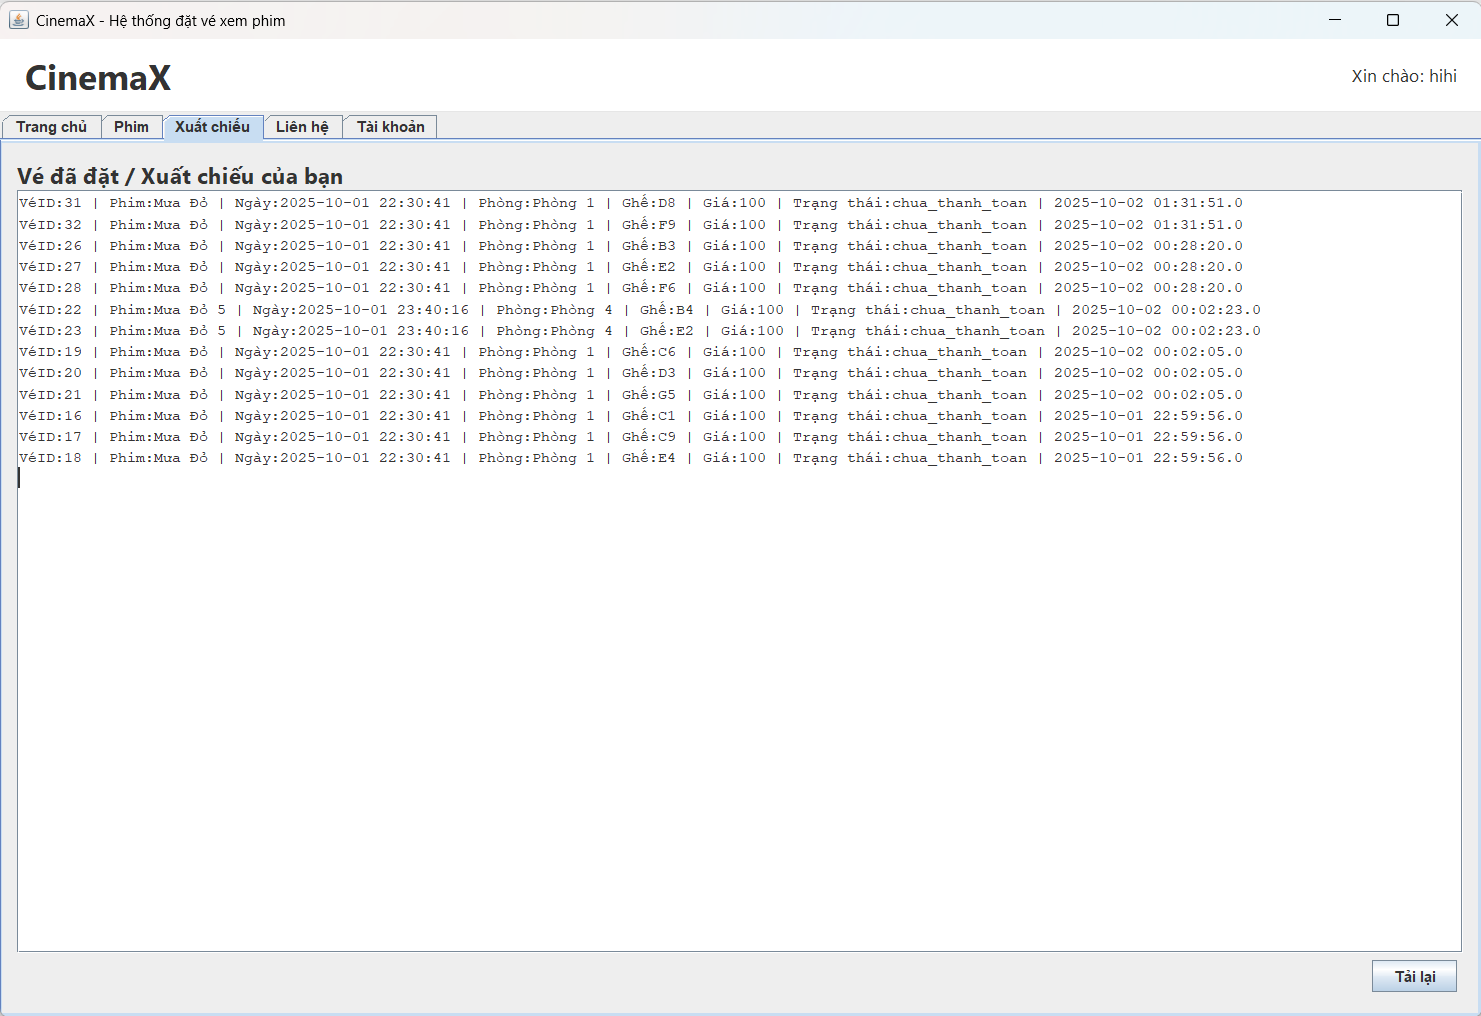 CinemaX - Hệ thống đặt vé xem phim
CinemaX
Xin chào: hihi
Trang chủ Phim Xuất chiếu Liên hệ Tài khoản
Vé đã đặt / Xuất chiếu của bạn
VéID:31 | Phim:Mưa Đỏ | Ngày:2025-10-01 22:30:41 | Phòng:Phòng 1 | Ghế:D8 | Giá:100 | Trạng thái:chua_thanh_toan | 2025-10-02 01:31:51.0
VéID:32 | Phim:Mưa Đỏ | Ngày:2025-10-01 22:30:41 | Phòng:Phòng 1 | Ghế:F9 | Giá:100 | Trạng thái:chua_thanh_toan | 2025-10-02 01:31:51.0
VéID:26 | Phim:Mưa Đỏ | Ngày:2025-10-01 22:30:41 | Phòng:Phòng 1 | Ghế:B3 | Giá:100 | Trạng thái:chua_thanh_toan | 2025-10-02 00:28:20.0
VéID:27 | Phim:Mưa Đỏ | Ngày:2025-10-01 22:30:41 | Phòng:Phòng 1 | Ghế:E2 | Giá:100 | Trạng thái:chua_thanh_toan | 2025-10-02 00:28:20.0
VéID:28 | Phim:Mưa Đỏ | Ngày:2025-10-01 22:30:41 | Phòng:Phòng 1 | Ghế:F6 | Giá:100 | Trạng thái:chua_thanh_toan | 2025-10-02 00:28:20.0
VéID:22 | Phim:Mưa Đỏ 5 | Ngày:2025-10-01 23:40:16 | Phòng:Phòng 4 | Ghế:B4 | Giá:100 | Trạng thái:chua_thanh_toan | 2025-10-02 00:02:23.0
VéID:23 | Phim:Mưa Đỏ 5 | Ngày:2025-10-01 23:40:16 | Phòng:Phòng 4 | Ghế:E2 | Giá:100 | Trạng thái:chua_thanh_toan | 2025-10-02 00:02:23.0
VéID:19 | Phim:Mưa Đỏ | Ngày:2025-10-01 22:30:41 | Phòng:Phòng 1 | Ghế:C6 | Giá:100 | Trạng thái:chua_thanh_toan | 2025-10-02 00:02:05.0
VéID:20 | Phim:Mưa Đỏ | Ngày:2025-10-01 22:30:41 | Phòng:Phòng 1 | Ghế:D3 | Giá:100 | Trạng thái:chua_thanh_toan | 2025-10-02 00:02:05.0
VéID:21 | Phim:Mưa Đỏ | Ngày:2025-10-01 22:30:41 | Phòng:Phòng 1 | Ghế:G5 | Giá:100 | Trạng thái:chua_thanh_toan | 2025-10-02 00:02:05.0
VéID:16 | Phim:Mưa Đỏ | Ngày:2025-10-01 22:30:41 | Phòng:Phòng 1 | Ghế:C1 | Giá:100 | Trạng thái:chua_thanh_toan | 2025-10-01 22:59:56.0
VéID:17 | Phim:Mưa Đỏ | Ngày:2025-10-01 22:30:41 | Phòng:Phòng 1 | Ghế:C9 | Giá:100 | Trạng thái:chua_thanh_toan | 2025-10-01 22:59:56.0
VéID:18 | Phim:Mưa Đỏ | Ngày:2025-10-01 22:30:41 | Phòng:Phòng 1 | Ghế:E4 | Giá:100 | Trạng thái:chua_thanh_toan | 2025-10-01 22:59:56.0
Tải lại